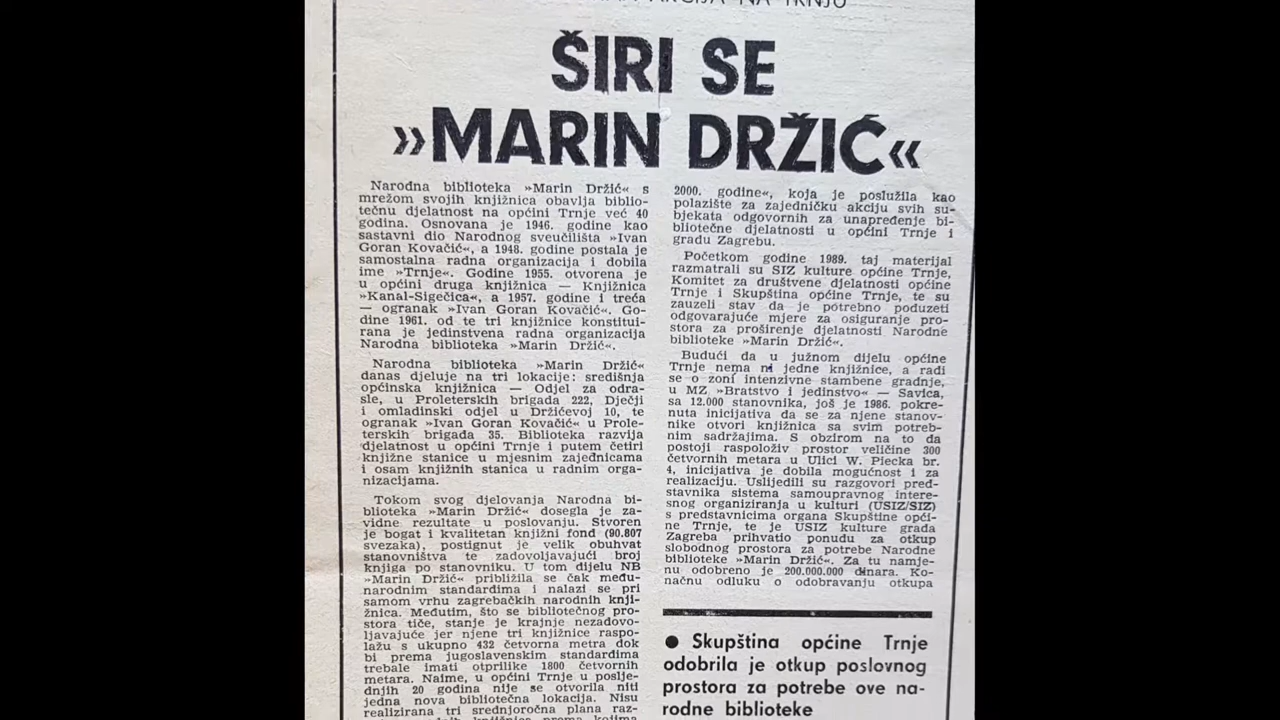 AKCIJA NA TRNJU
ŠIRI SE
»MARIN DRŽIĆ«
Narodna biblioteka »Marin Držić« s
mrežom svojih knjižnica obavlja biblio-
tečnu djelatnost na općini Trnje već 40
godina. Osnovana je 1946. godine kao
sastavni dio Narodnog sveučilišta »Ivan
Goran Kovačić«, a 1948. godine postala je
samostalna radna organizacija i dobila
ime »Trnje«. Godine 1955. otvorena je
u općini druga knjižnica — Knjižnica
»Kanal-Sigečica«, a 1957. godine i treća
— ogranak »Ivan Goran Kovačić«. Go-
dine 1961. od te tri knjižnice konstitui-
rana je jedinstvena radna organizacija
Narodna biblioteka »Marin Držić«.
Narodna biblioteka »Marin Držić«
danas djeluje na tri lokacije: središnja
općinska knjižnica — Odjel za odra-
sle, u Proleterskih brigada 222, Dječji
i omladinski odjel u Držićevoj 10, te
ogranak »Ivan Goran Kovačić« u Prole-
terskih brigada 35. Biblioteka razvija
djelatnost u općini Trnje i putem četiri
knjižne stanice u mjesnim zajednicama
i osam knjižnih stanica u radnim orga-
nizacijama.
Tokom svog djelovanja Narodna bi-
blioteka »Marin Držić« dosegla je za-
vidne rezultate u poslovanju. Stvoren
je bogat i kvalitetan knjižni fond (90.807
svezaka), postignut je velik obuhvat
stanovništva te zadovoljavajući broj
knjiga po stanovniku. U tom dijelu NB
»Marin Držić« približila se čak među-
narodnim standardima i nalazi se pri
samom vrhu zagrebačkih narodnih knji-
žnica. Međutim, što se bibliotečnog pro-
stora tiče, stanje je krajnje nezadovo-
ljavajuće jer njene tri knjižnice raspo-
lažu s ukupno 432 četvorna metra dok
bi prema jugoslavenskim standardima
trebale imati otprilike 1800 četvornih
metara. Naime, u općini Trnje u poslje-
dnjih 20 godina nije se otvorila niti
jedna nova bibliotečna lokacija. Nisu
realizirana tri srednjoročna plana raz-
knjižnica prema kojima
2000. godine«, koja je poslužila kao
polazište za zajedničku akciju svih su-
bjekata odgovornih za unapređenje bi-
bliotečne djelatnosti u općini Trnje i
gradu Zagrebu.
Početkom godine 1989. taj materijal
razmatrali su SIZ kulture općine Trnje,
Komitet za društvene djelatnosti općine
Trnje i Skupština općine Trnje, te su
zauzeli stav da je potrebno poduzeti
odgovarajuće mjere za osiguranje pro-
stora za proširenje djelatnosti Narodne
biblioteke »Marin Držić«.
Budući da u južnom dijelu općine
Trnje nema ni jedne knjižnice, a radi
se o zoni intenzivne stambene gradnje,
u MZ »Bratstvo i jedinstvo« — Savica,
sa 12.000 stanovnika, još je 1986. pokre-
nuta inicijativa da se za njene stanov-
nike otvori knjižnica sa svim potreb-
nim sadržajima. S obzirom na to da
postoji raspoloživ prostor veličine 300
četvornih metara u Ulici W. Piecka br.
4, inicijativa je dobila mogućnost i za
realizaciju. Uslijedili su razgovori pred-
stavnika sistema samoupravnog intere-
snog organiziranja u kulturi (USIZ/SIZ)
s predstavnicima organa Skupštine opći-
ne Trnje, te je USIZ kulture grada
Zagreba prihvatio ponudu za otkup
slobodnog prostora za potrebe Narodne
biblioteke »Marin Držić«. Za tu namje-
nu odobreno je 200.000.000 dinara. Ko-
načnu odluku o odobravanju otkupa
● Skupština općine Trnje
odobrila je otkup poslovnog
prostora za potrebe ove na-
rodne biblioteke